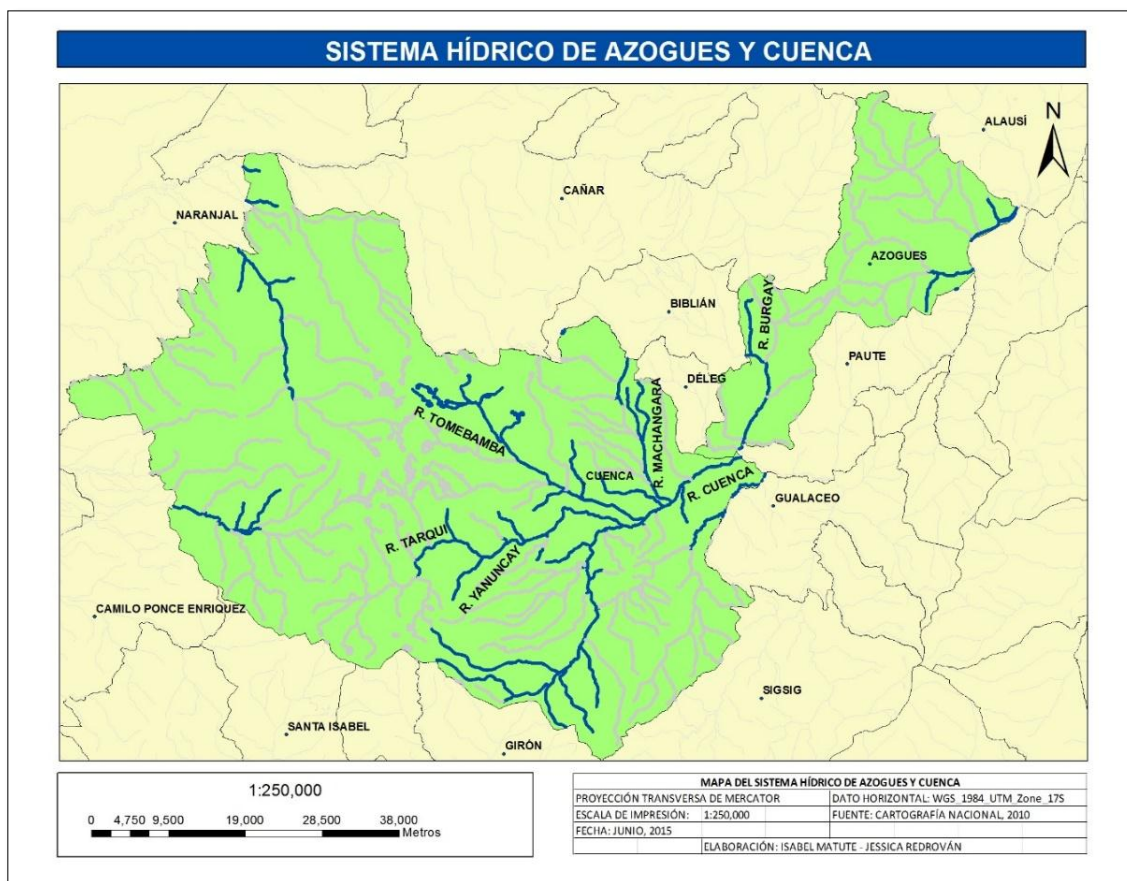 SISTEMA HÍDRICO DE AZOGUES Y CUENCA
N
ALAUSÍ
CAÑAR
NARANJAL
AZOGUES
BIBLIÁN
R. BURGAY
PAUTE
DÉLEG
R. TOMEBAMBA
R. MACHANGARA
CUENCA
R. CUENCA
GUALACEO
R. TARQUI
R. YANUNCAY
CAMILO PONCE ENRIQUEZ
SIGSIG
SANTA ISABEL
GIRÓN
1:250,000
0 4,750 9,500 19,000 28,500 38,000
Metros
MAPA DEL SISTEMA HÍDRICO DE AZOGUES Y CUENCA
PROYECCIÓN TRANSVERSA DE MERCATOR DATO HORIZONTAL: WGS_1984_UTM_Zone_17S
ESCALA DE IMPRESIÓN: 1:250,000 FUENTE: CARTOGRAFÍA NACIONAL, 2010
FECHA: JUNIO, 2015
ELABORACIÓN: ISABEL MATUTE - JESSICA REDROVÁN